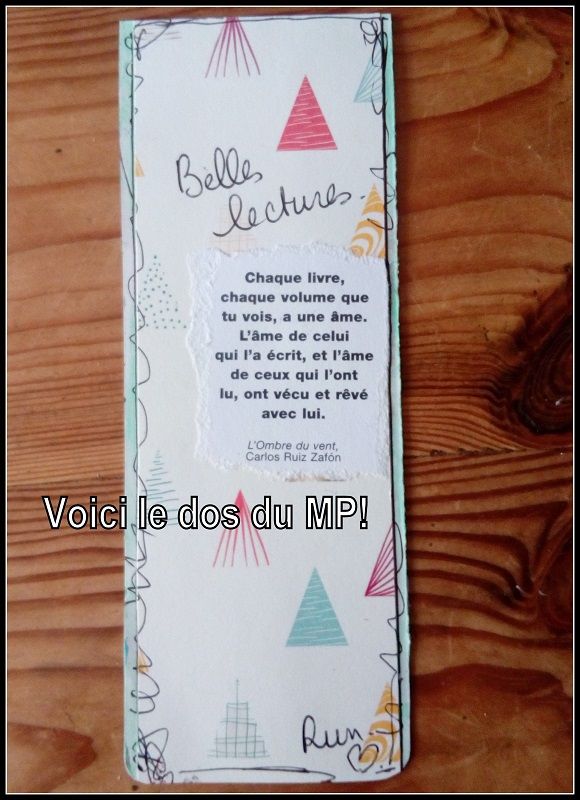 Belles
lectures.
Chaque livre,
chaque volume que
tu vois, a une âme.
L'âme de celui
qui l'a écrit, et l'âme
de ceux qui l'ont
lu, ont vécu et rêvé
avec lui.
L'Ombre du vent,
Carlos Ruiz Zafón
Voici le dos du MP!
Run